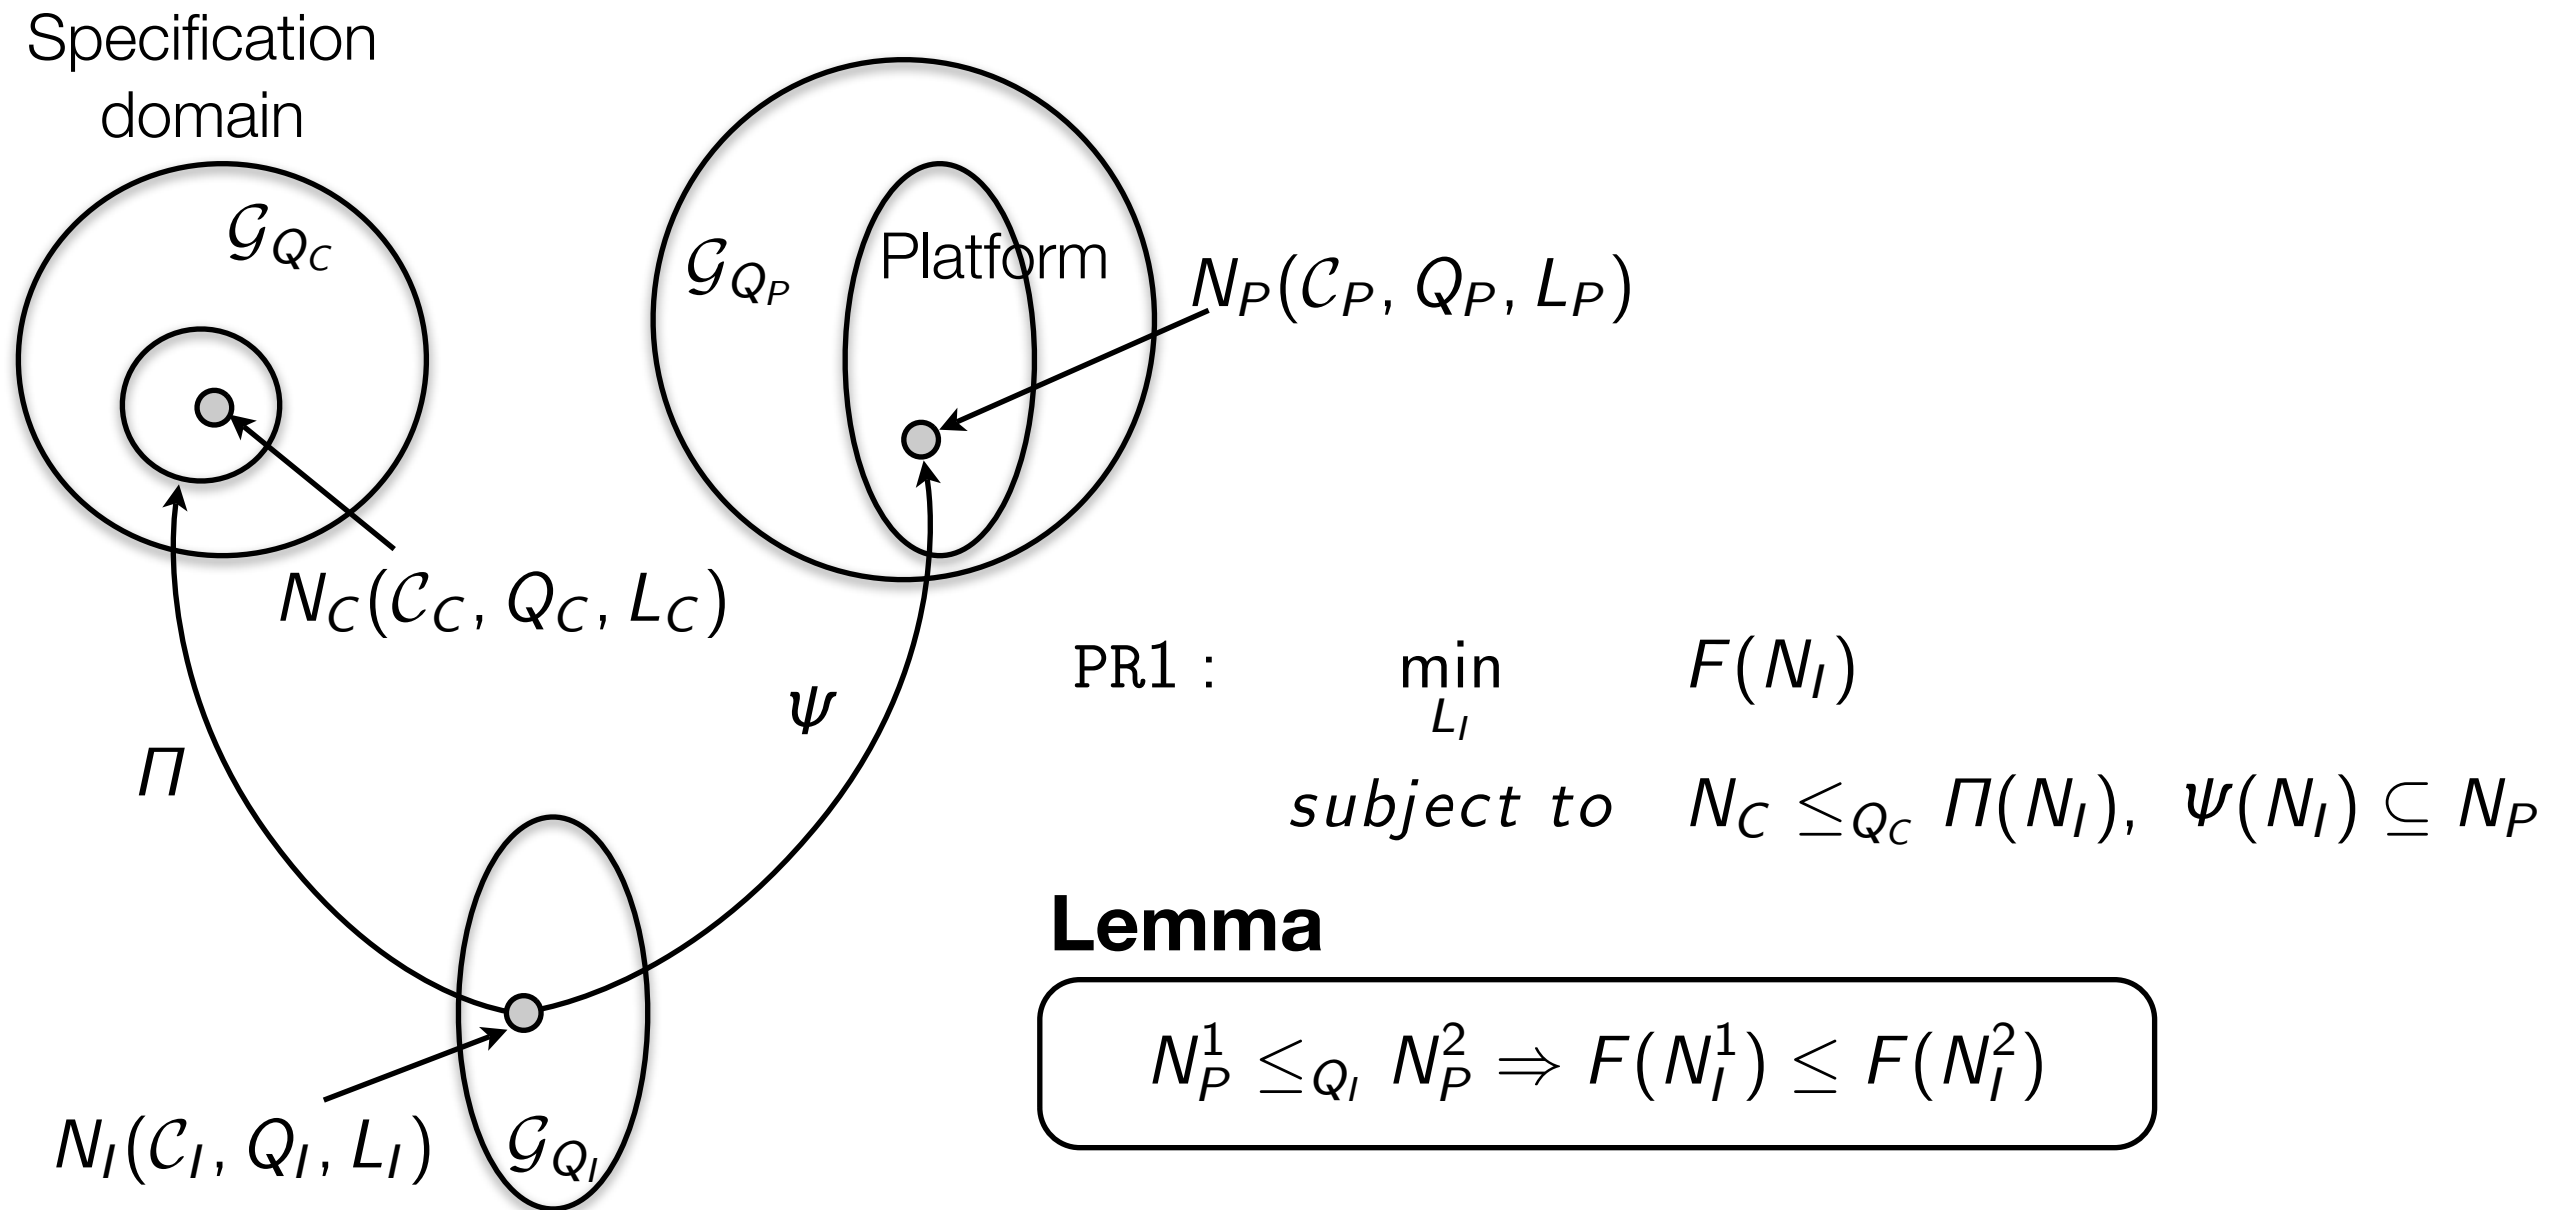 Specification
domain
𝒢_{Q_C}
𝒢_{Q_P}
Platform
N_P(𝒞_P, Q_P, L_P)
N_C(𝒞_C, Q_C, L_C)
Π
Ψ
PR1 : min_{L_I} F(N_I)
subject to N_C ≤_{Q_C} Π(N_I), Ψ(N_I) ⊆ N_P
Lemma
N_P^1 ≤_{Q_I} N_P^2 ⇒ F(N_I^1) ≤ F(N_I^2)
N_I(𝒞_I, Q_I, L_I)
𝒢_{Q_I}